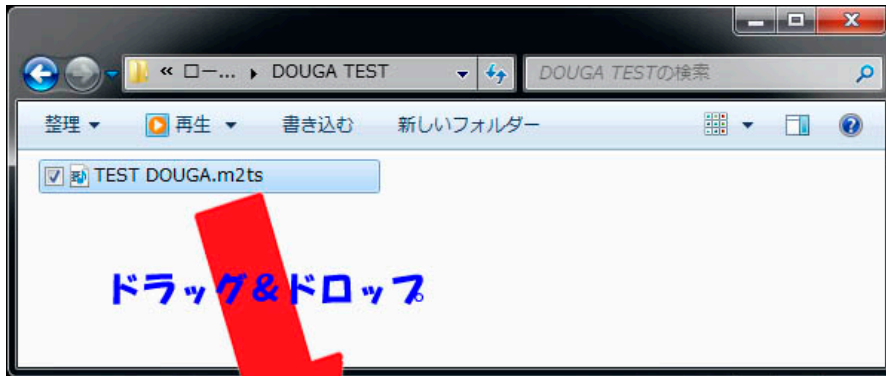 « ロー... ▸ DOUGA TEST
DOUGA TESTの検索
整理 ▼ 再生 ▼ 書き込む 新しいフォルダー
TEST DOUGA.m2ts
ドラッグ&ドロップ